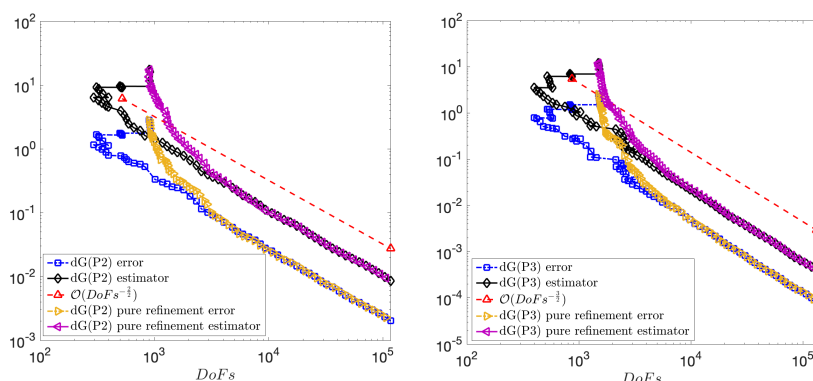 10^2
10^1
10^0
10^-1
10^-2
10^-3
dG(P2) error
dG(P2) estimator
O(DoFs^{-2/2})
dG(P2) pure refinement error
dG(P2) pure refinement estimator
10^2
10^3
10^4
10^5
DoFs
10^3
10^2
10^1
10^0
10^-1
10^-2
10^-3
10^-4
10^-5
dG(P3) error
dG(P3) estimator
O(DoFs^{-3/2})
dG(P3) pure refinement error
dG(P3) pure refinement estimator
10^2
10^3
10^4
10^5
DoFs